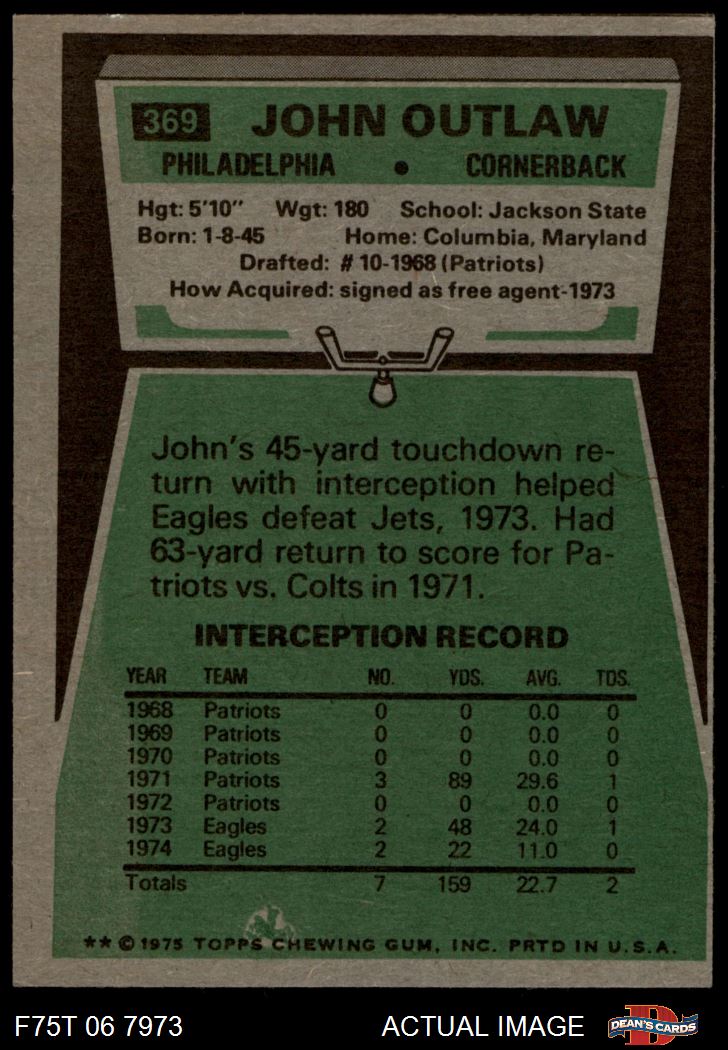 369 JOHN OUTLAW
PHILADELPHIA • CORNERBACK
Hgt: 5'10" Wgt: 180 School: Jackson State
Born: 1-8-45 Home: Columbia, Maryland
Drafted: # 10-1968 (Patriots)
How Acquired: signed as free agent-1973
John's 45-yard touchdown re-
turn with interception helped
Eagles defeat Jets, 1973. Had
63-yard return to score for Pa-
triots vs. Colts in 1971.
INTERCEPTION RECORD
YEAR TEAM NO. YDS. AVG. TDS.
1968 Patriots 0 0 0.0 0
1969 Patriots 0 0 0.0 0
1970 Patriots 0 0 0.0 0
1971 Patriots 3 89 29.6 1
1972 Patriots 0 0 0.0 0
1973 Eagles 2 48 24.0 1
1974 Eagles 2 22 11.0 0
Totals 7 159 22.7 2
** © 1975 TOPPS CHEWING GUM, INC. PRTD IN U.S.A.
F75T 06 7973 ACTUAL IMAGE D DEAN'S CARDS